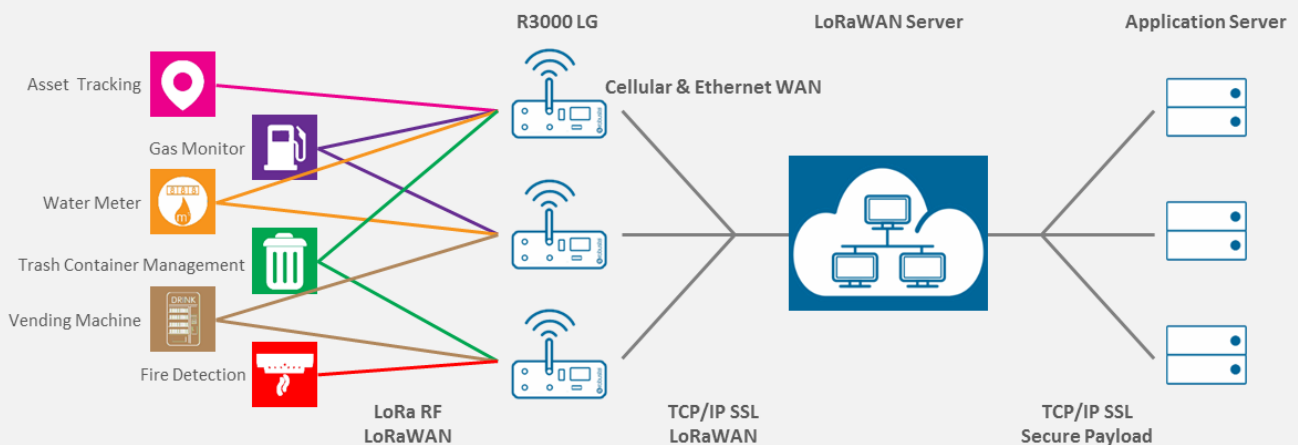 R3000 LG
LoRaWAN Server
Application Server
Asset Tracking
Cellular & Ethernet WAN
Gas Monitor
Water Meter
m³
Trash Container Management
Vending Machine
DRINK
Fire Detection
LoRa RF
LoRaWAN
TCP/IP SSL
LoRaWAN
TCP/IP SSL
Secure Payload